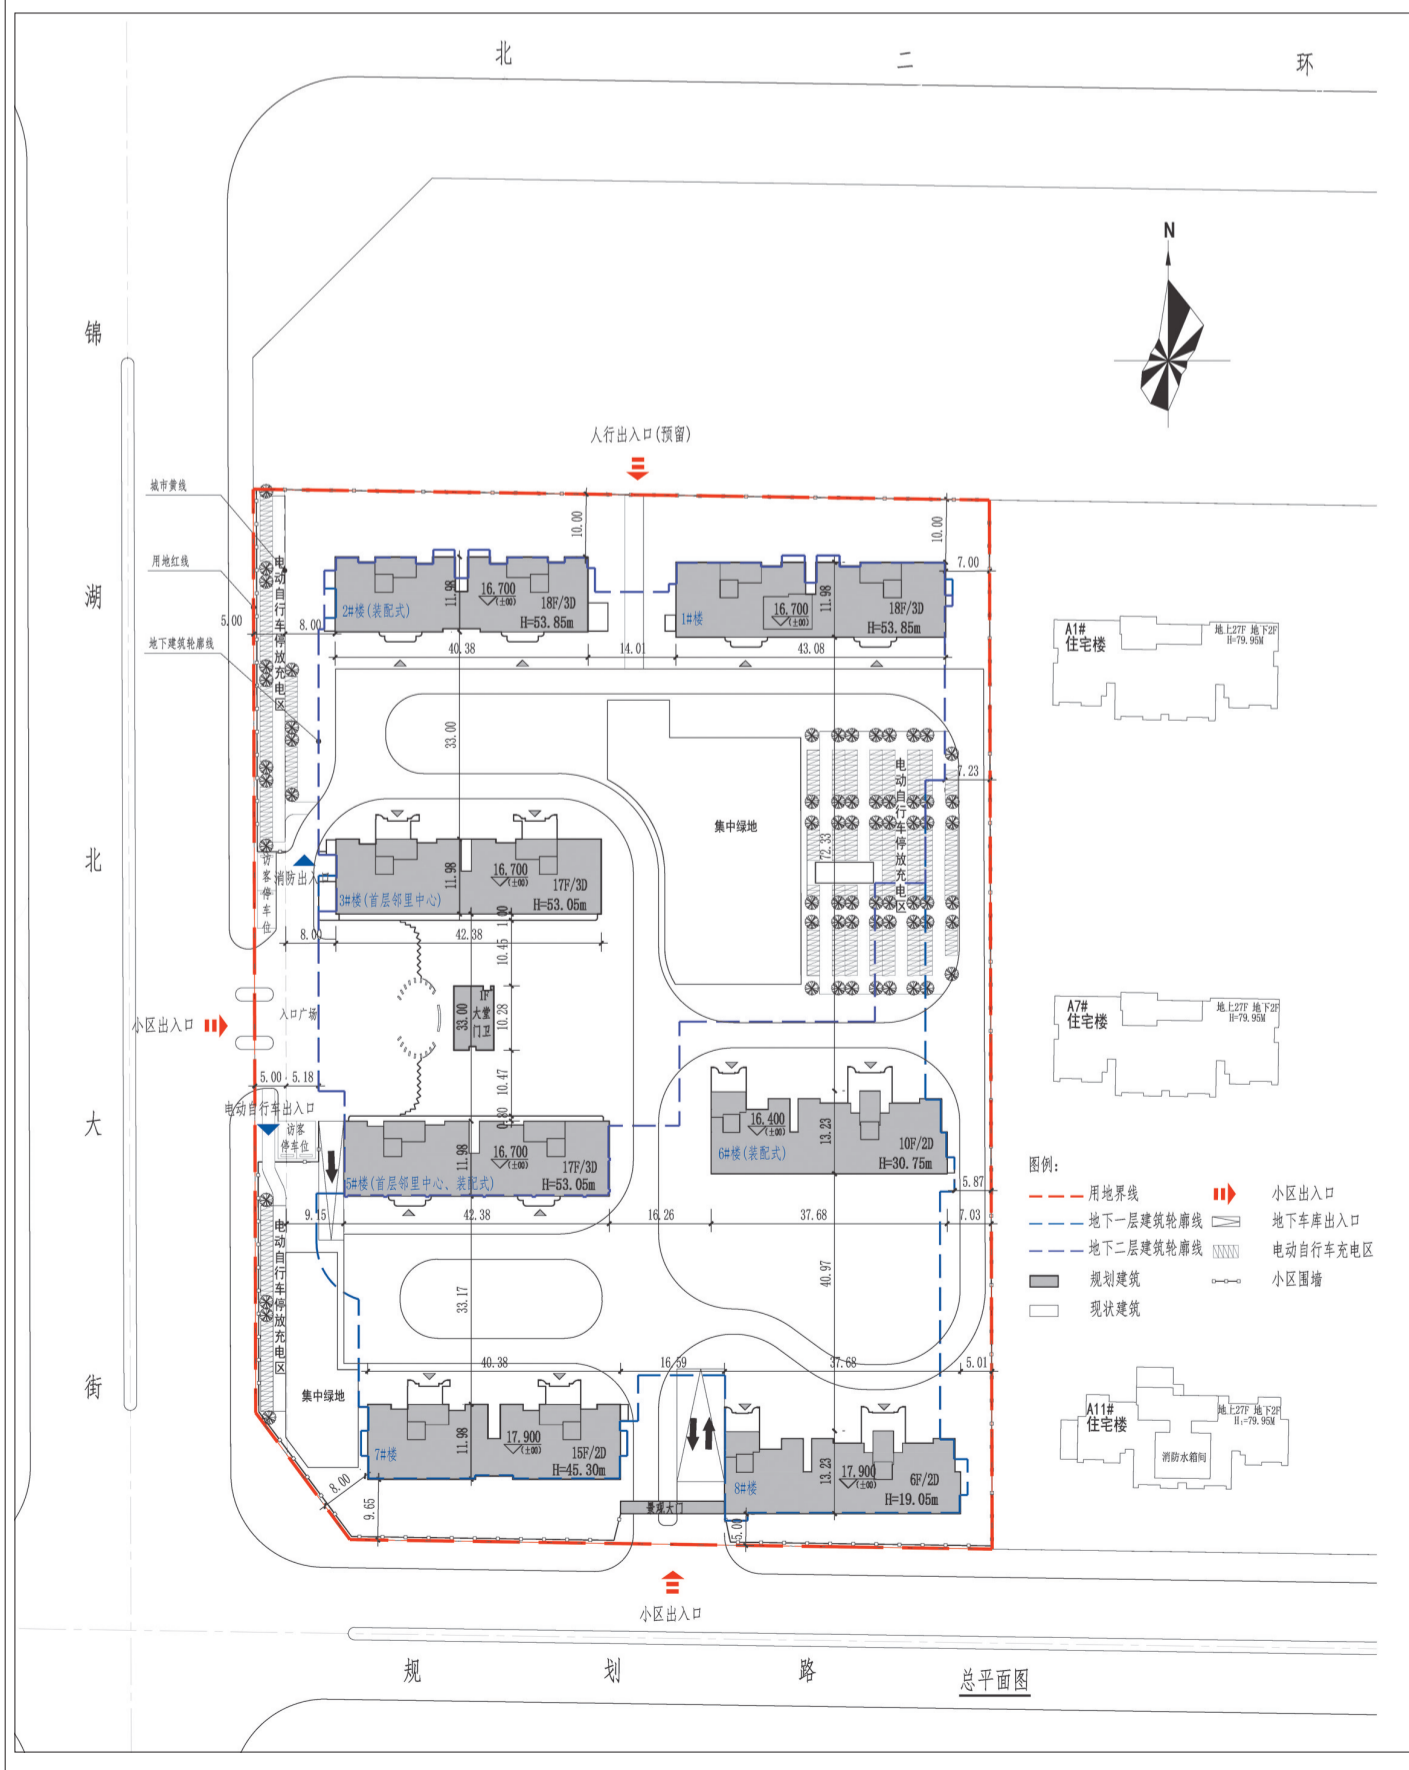 北 二 环
锦 湖 北 大 街
N
人行出入口(预留)
城市黄线
用地红线
地下建筑轮廓线
电动自行车停放充电区
5.00
8.00
10.00
10.00
7.00
2#楼(装配式)
11.98
16.700
(±00)
18F/3D
H=53.85m
1#楼
16.700
(±00)
11.98
18F/3D
H=53.85m
40.38
14.01
43.08
A1#
住宅楼
地上27F 地下2F
H=79.95M
33.00
集中绿地
72.33
电动自行车停放充电区
7.23
访客停车位
消防出入口
3#楼(首层邻里中心)
11.98
16.700
(±00)
17F/3D
H=53.05m
8.00
42.38
1.00
10.45
小区出入口
入口广场
33.00
1F
大堂
门卫
10.28
A7#
住宅楼
地上27F 地下2F
H=79.95M
5.00
5.18
10.47
0.80
电动自行车出入口
访客
停车位
5#楼(首层邻里中心、装配式)
11.98
16.700
(±00)
17F/3D
H=53.05m
6#楼(装配式)
16.400
(±00)
13.23
10F/2D
H=30.75m
5.87
9.15
42.38
16.26
37.68
7.03
电动自行车停放充电区
33.17
40.97
图例:
用地界线
小区出入口
地下一层建筑轮廓线
地下车库出入口
地下二层建筑轮廓线
电动自行车充电区
规划建筑
小区围墙
现状建筑
40.38
16.59
37.68
5.01
集中绿地
7#楼
11.98
17.900
(±00)
15F/2D
H=45.30m
8#楼
13.23
17.900
(±00)
6F/2D
H=19.05m
8.00
9.65
景观大门
5.00
A11#
住宅楼
地上27F 地下2F
H₁=79.95M
消防水箱间
小区出入口
规 划 路
总平面图